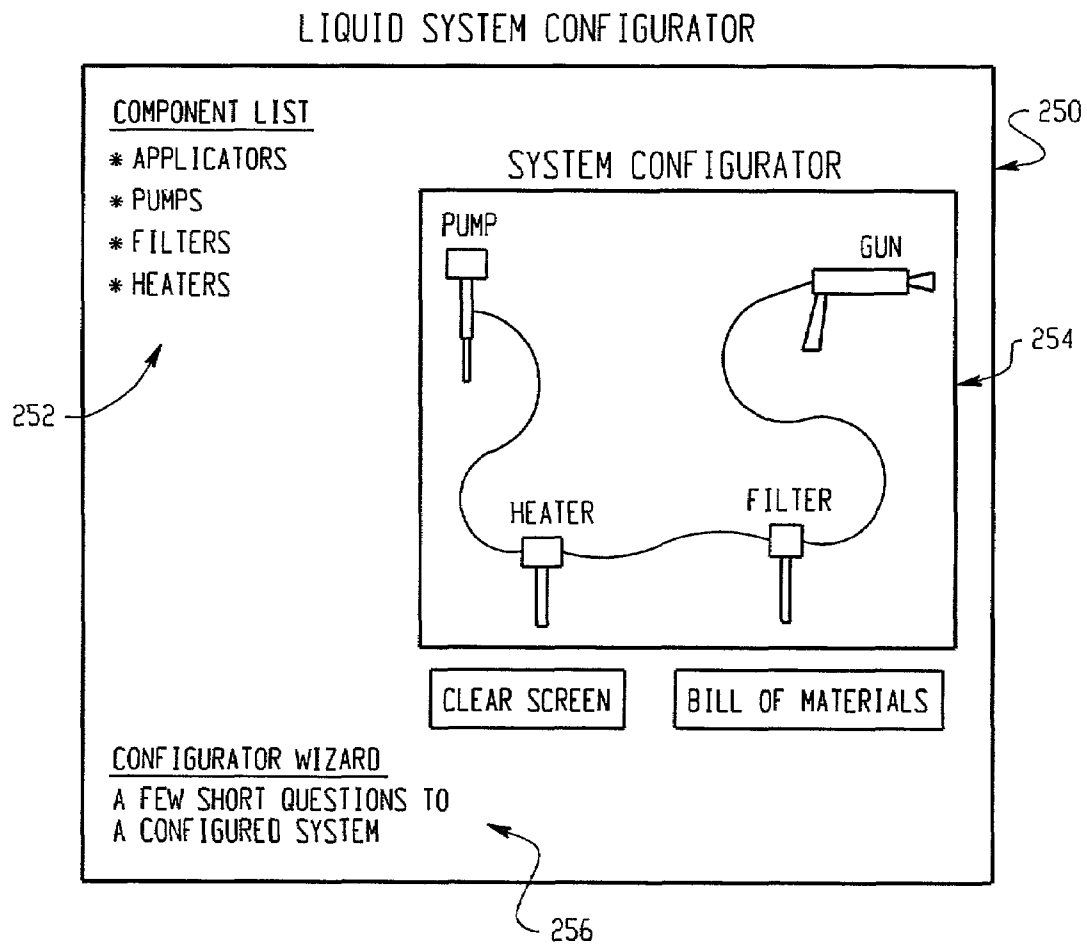 LIQUID SYSTEM CONFIGURATOR
COMPONENT LIST
* APPLICATORS
* PUMPS
* FILTERS
* HEATERS
252
SYSTEM CONFIGURATOR
PUMP
GUN
HEATER
FILTER
250
254
CLEAR SCREEN
BILL OF MATERIALS
CONFIGURATOR WIZARD
A FEW SHORT QUESTIONS TO
A CONFIGURED SYSTEM
256